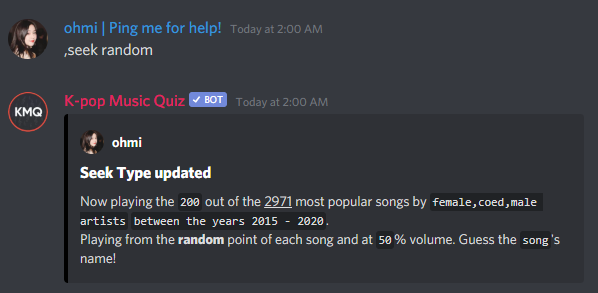 ohmi | Ping me for help! Today at 2:00 AM
,seek random
KMQ
K-pop Music Quiz ✓ BOT Today at 2:00 AM
ohmi
Seek Type updated
Now playing the 200 out of the 2971 most popular songs by female,coed,male
artists between the years 2015 - 2020.
Playing from the random point of each song and at 50% volume. Guess the song's
name!